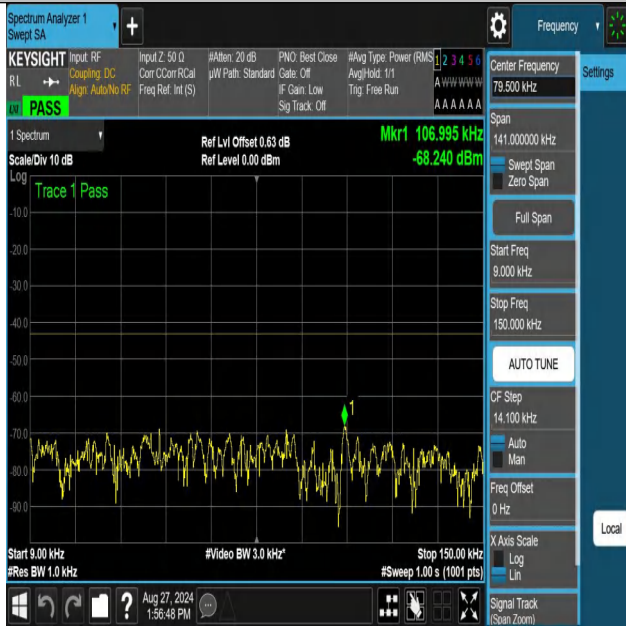 Spectrum Analyzer 1
Swept SA
+
Frequency
KEYSIGHT
RL
PASS
Input: RF
Coupling: DC
Align: Auto/No RF
Input Z: 50 Ω
Corr CCorr RCal
Freq Ref: Int (S)
#Atten: 20 dB
µW Path: Standard
PNO: Best Close
Gate: Off
IF Gain: Low
Sig Track: Off
#Avg Type: Power (RMS
Avg|Hold: 1/1
Trig: Free Run
1 2 3 4 5 6
A W W W W W
A A A A A A
1 Spectrum
Scale/Div 10 dB
Log
Ref Lvl Offset 0.63 dB
Ref Level 0.00 dBm
Mkr1 106.995 kHz
-68.240 dBm
Trace 1 Pass
-10.0
-20.0
-30.0
-40.0
-50.0
-60.0
-70.0
-80.0
-90.0
1
Start 9.00 kHz
#Res BW 1.0 kHz
#Video BW 3.0 kHz*
Stop 150.00 kHz
#Sweep 1.00 s (1001 pts)
?
Aug 27, 2024
1:56:48 PM
Center Frequency
79.500 kHz
Span
141.000000 kHz
Swept Span
Zero Span
Full Span
Start Freq
9.000 kHz
Stop Freq
150.000 kHz
AUTO TUNE
CF Step
14.100 kHz
Auto
Man
Freq Offset
0 Hz
X Axis Scale
Log
Lin
Signal Track
(Span Zoom)
Settings
Local